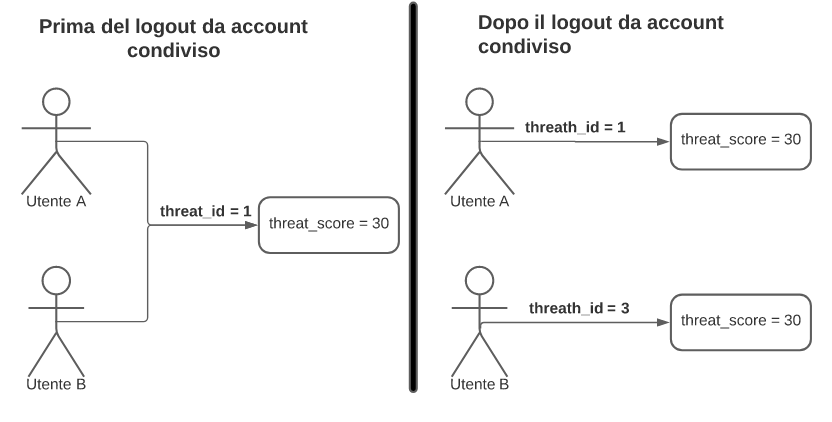 Prima del logout da account
condiviso
Utente A
threat_id = 1
threat_score = 30
Utente B
Dopo il logout da account
condiviso
threath_id = 1
threat_score = 30
Utente A
threath_id = 3
threat_score = 30
Utente B